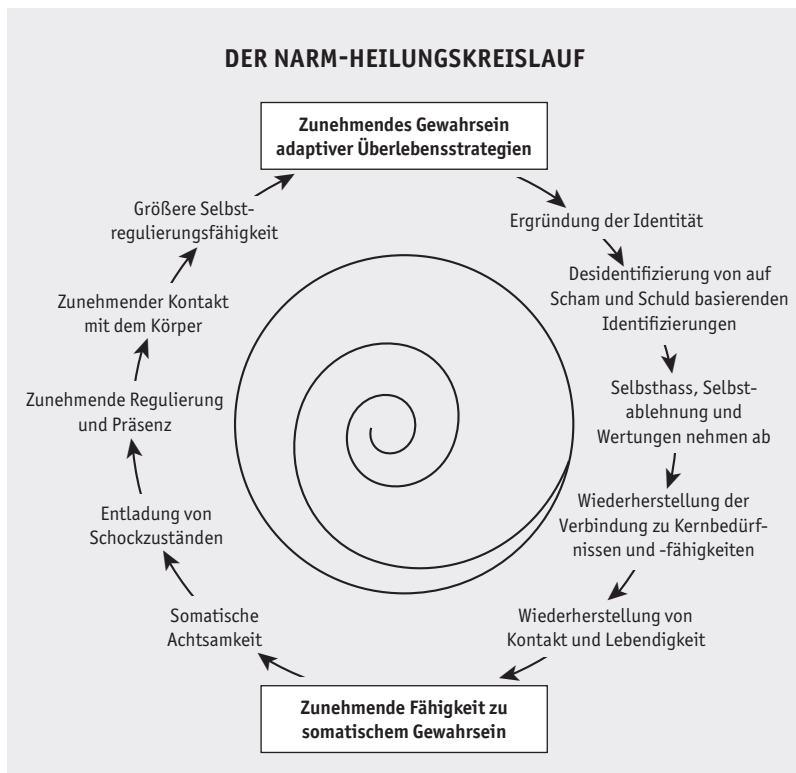 DER NARM-HEILUNGSKREISLAUF
Zunehmendes Gewahrsein
adaptiver Überlebensstrategien
Ergründung der Identität
Desidentifizierung von auf
Scham und Schuld basierenden
Identifizierungen
Selbsthass, Selbst-
ablehnung und
Wertungen nehmen ab
Wiederherstellung der
Verbindung zu Kernbedürf-
nissen und -fähigkeiten
Wiederherstellung von
Kontakt und Lebendigkeit
Zunehmende Fähigkeit zu
somatischem Gewahrsein
Somatische
Achtsamkeit
Entladung von
Schockzuständen
Zunehmende Regulierung
und Präsenz
Zunehmender Kontakt
mit dem Körper
Größere Selbst-
regulierungsfähigkeit